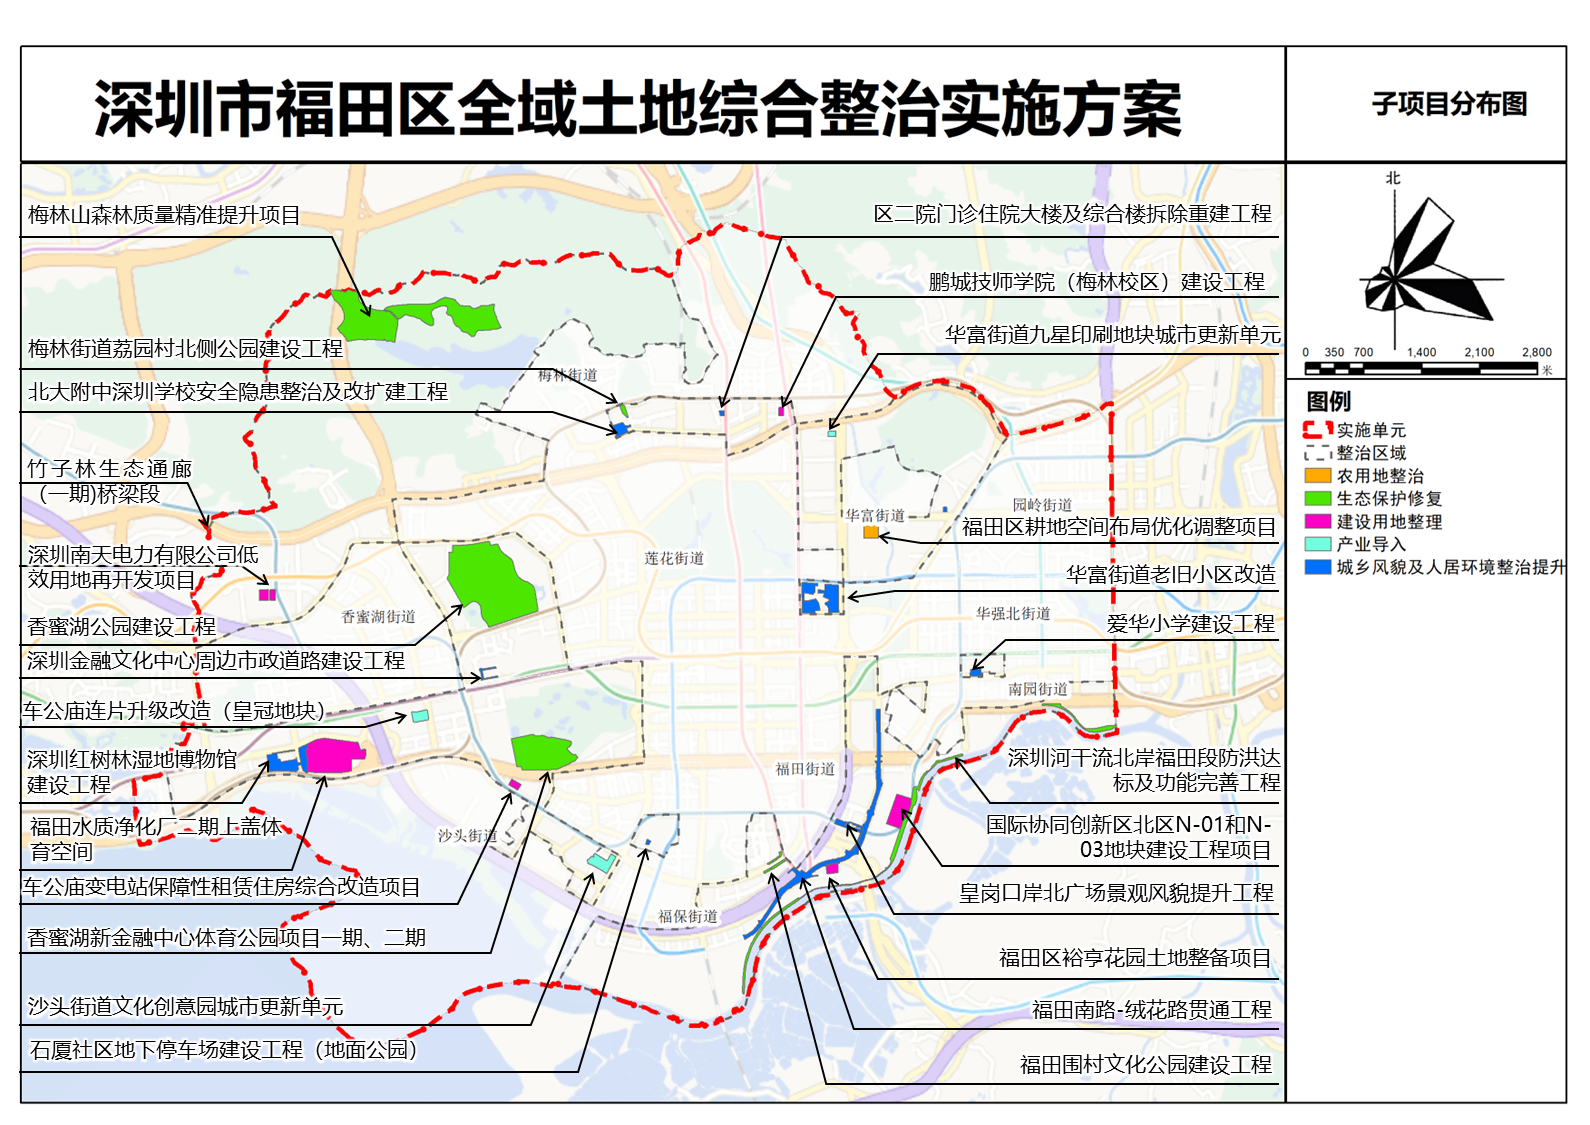 深圳市福田区全域土地综合整治实施方案
子项目分布图
北
0 350 700 1,400 2,100 2,800
米
图例
实施单元
整治区域
农用地整治
生态保护修复
建设用地整理
产业导入
城乡风貌及人居环境整治提升
梅林山森林质量精准提升项目
梅林街道荔园村北侧公园建设工程
北大附中深圳学校安全隐患整治及改扩建工程
竹子林生态通廊
（一期)桥梁段
深圳南天电力有限公司低
效用地再开发项目
香蜜湖公园建设工程
深圳金融文化中心周边市政道路建设工程
车公庙连片升级改造（皇冠地块）
深圳红树林湿地博物馆
建设工程
福田水质净化厂二期上盖体
育空间
车公庙变电站保障性租赁住房综合改造项目
香蜜湖新金融中心体育公园项目一期、二期
沙头街道文化创意园城市更新单元
石厦社区地下停车场建设工程（地面公园）
区二院门诊住院大楼及综合楼拆除重建工程
鹏城技师学院（梅林校区）建设工程
华富街道九星印刷地块城市更新单元
福田区耕地空间布局优化调整项目
华富街道老旧小区改造
爱华小学建设工程
深圳河干流北岸福田段防洪达
标及功能完善工程
国际协同创新区北区N-01和N-
03地块建设工程项目
皇岗口岸北广场景观风貌提升工程
福田区裕亨花园土地整备项目
福田南路-绒花路贯通工程
福田围村文化公园建设工程
梅林街道
园岭街道
华富街道
莲花街道
香蜜湖街道
华强北街道
南园街道
福田街道
沙头街道
福保街道